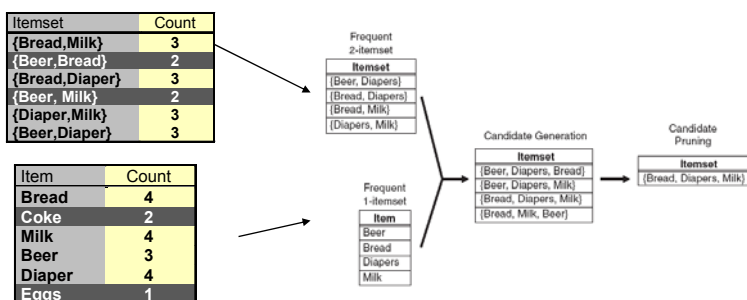 Itemset Count
{Bread,Milk} 3
{Beer,Bread} 2
{Bread,Diaper} 3
{Beer, Milk} 2
{Diaper,Milk} 3
{Beer,Diaper} 3
Item Count
Bread 4
Coke 2
Milk 4
Beer 3
Diaper 4
Eggs 1
Frequent
2-itemset
Itemset
{Beer, Diapers}
{Bread, Diapers}
{Bread, Milk}
{Diapers, Milk}
Frequent
1-itemset
Item
Beer
Bread
Diapers
Milk
Candidate Generation
Itemset
{Beer, Diapers, Bread}
{Beer, Diapers, Milk}
{Bread, Diapers, Milk}
{Bread, Milk, Beer}
Candidate
Pruning
Itemset
{Bread, Diapers, Milk}